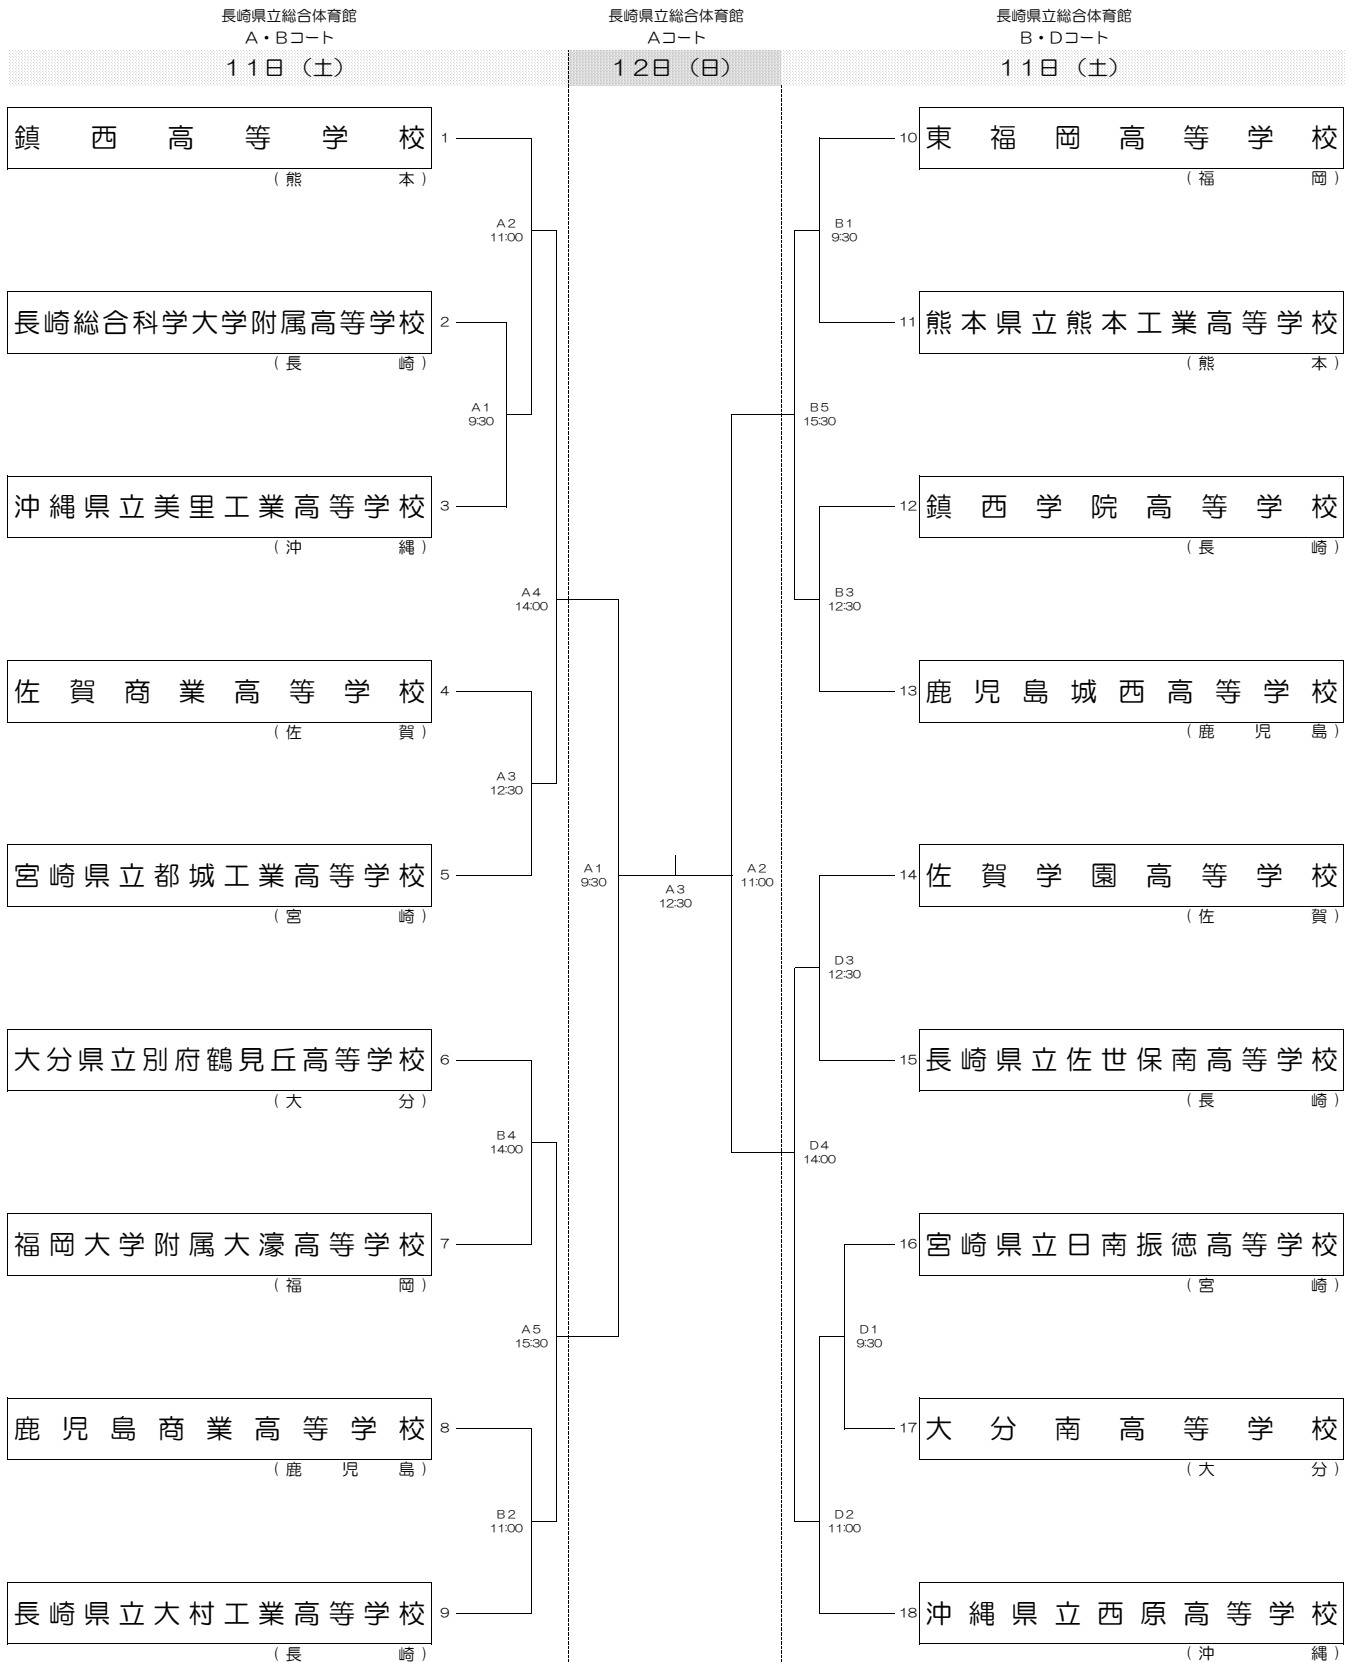 長崎県立総合体育館
A・Bコート
11日（土）
長崎県立総合体育館
Aコート
12日（日）
長崎県立総合体育館
B・Dコート
11日（土）
鎮西高等学校 1
（熊本）
A2
11:00
長崎総合科学大学附属高等学校 2
（長崎）
A1
9:30
沖縄県立美里工業高等学校 3
（沖縄）
A4
14:00
佐賀商業高等学校 4
（佐賀）
A3
12:30
宮崎県立都城工業高等学校 5
（宮崎）
大分県立別府鶴見丘高等学校 6
（大分）
B4
14:00
福岡大学附属大濠高等学校 7
（福岡）
A5
15:30
鹿児島商業高等学校 8
（鹿児島）
B2
11:00
長崎県立大村工業高等学校 9
（長崎）
A1
9:30
A3
12:30
A2
11:00
10 東福岡高等学校
（福岡）
B1
9:30
11 熊本県立熊本工業高等学校
（熊本）
B5
15:30
12 鎮西学院高等学校
（長崎）
B3
12:30
13 鹿児島城西高等学校
（鹿児島）
14 佐賀学園高等学校
（佐賀）
D3
12:30
15 長崎県立佐世保南高等学校
（長崎）
D4
14:00
16 宮崎県立日南振徳高等学校
（宮崎）
D1
9:30
17 大分南高等学校
（大分）
D2
11:00
18 沖縄県立西原高等学校
（沖縄）